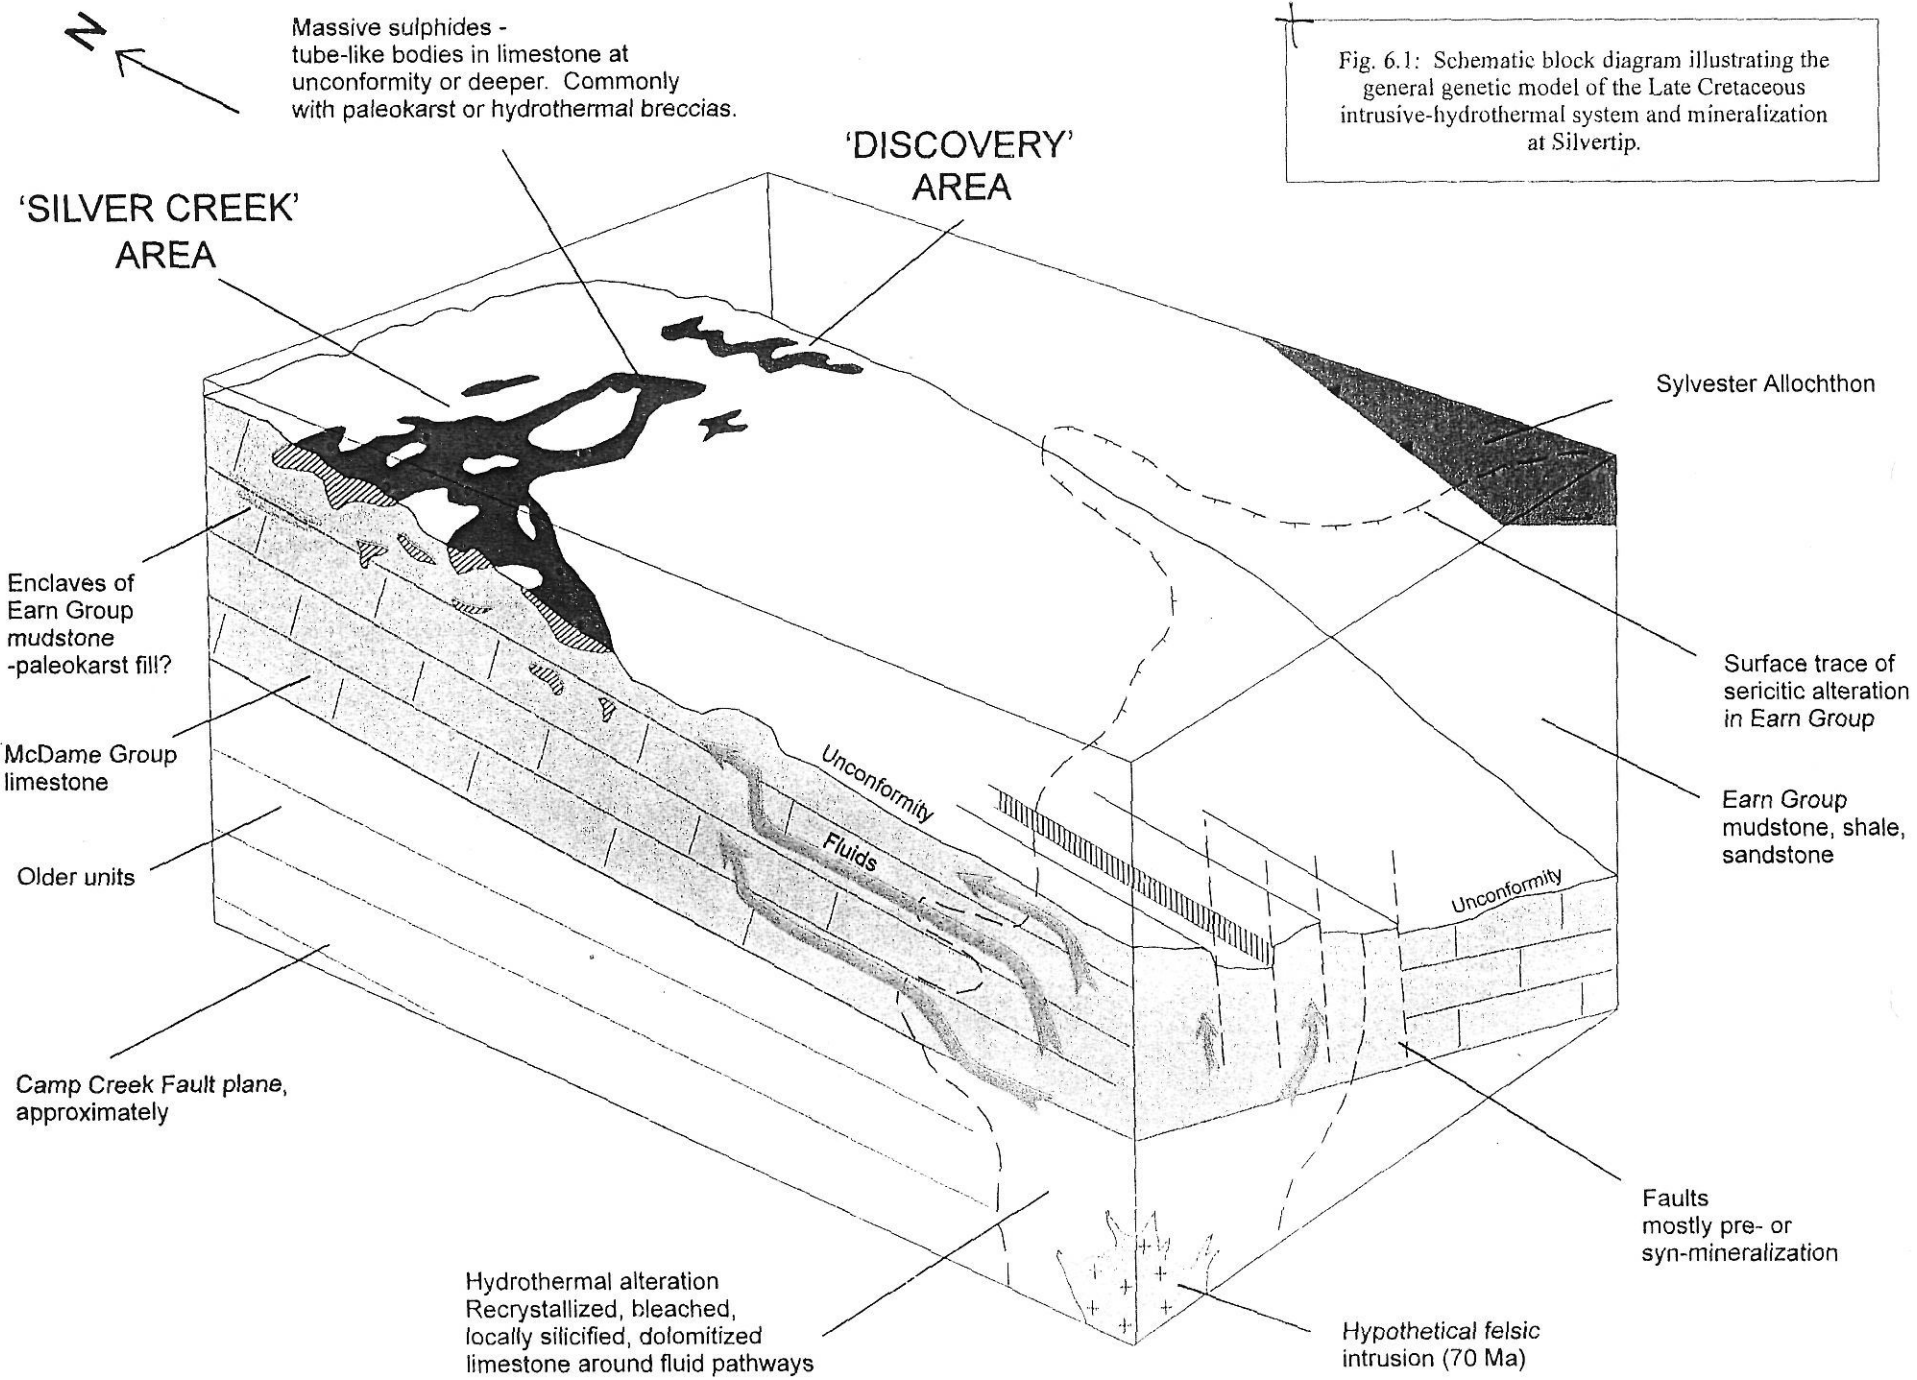 N
Massive sulphides -
tube-like bodies in limestone at
unconformity or deeper. Commonly
with paleokarst or hydrothermal breccias.
Fig. 6.1: Schematic block diagram illustrating the
general genetic model of the Late Cretaceous
intrusive-hydrothermal system and mineralization
at Silvertip.
'DISCOVERY'
AREA
'SILVER CREEK'
AREA
Sylvester Allochthon
Enclaves of
Earn Group
mudstone
-paleokarst fill?
Surface trace of
sericitic alteration
in Earn Group
McDame Group
limestone
Unconformity
Fluids
Earn Group
mudstone, shale,
sandstone
Older units
Unconformity
Camp Creek Fault plane,
approximately
Faults
mostly pre- or
syn-mineralization
Hydrothermal alteration
Recrystallized, bleached,
locally silicified, dolomitized
limestone around fluid pathways
Hypothetical felsic
intrusion (70 Ma)